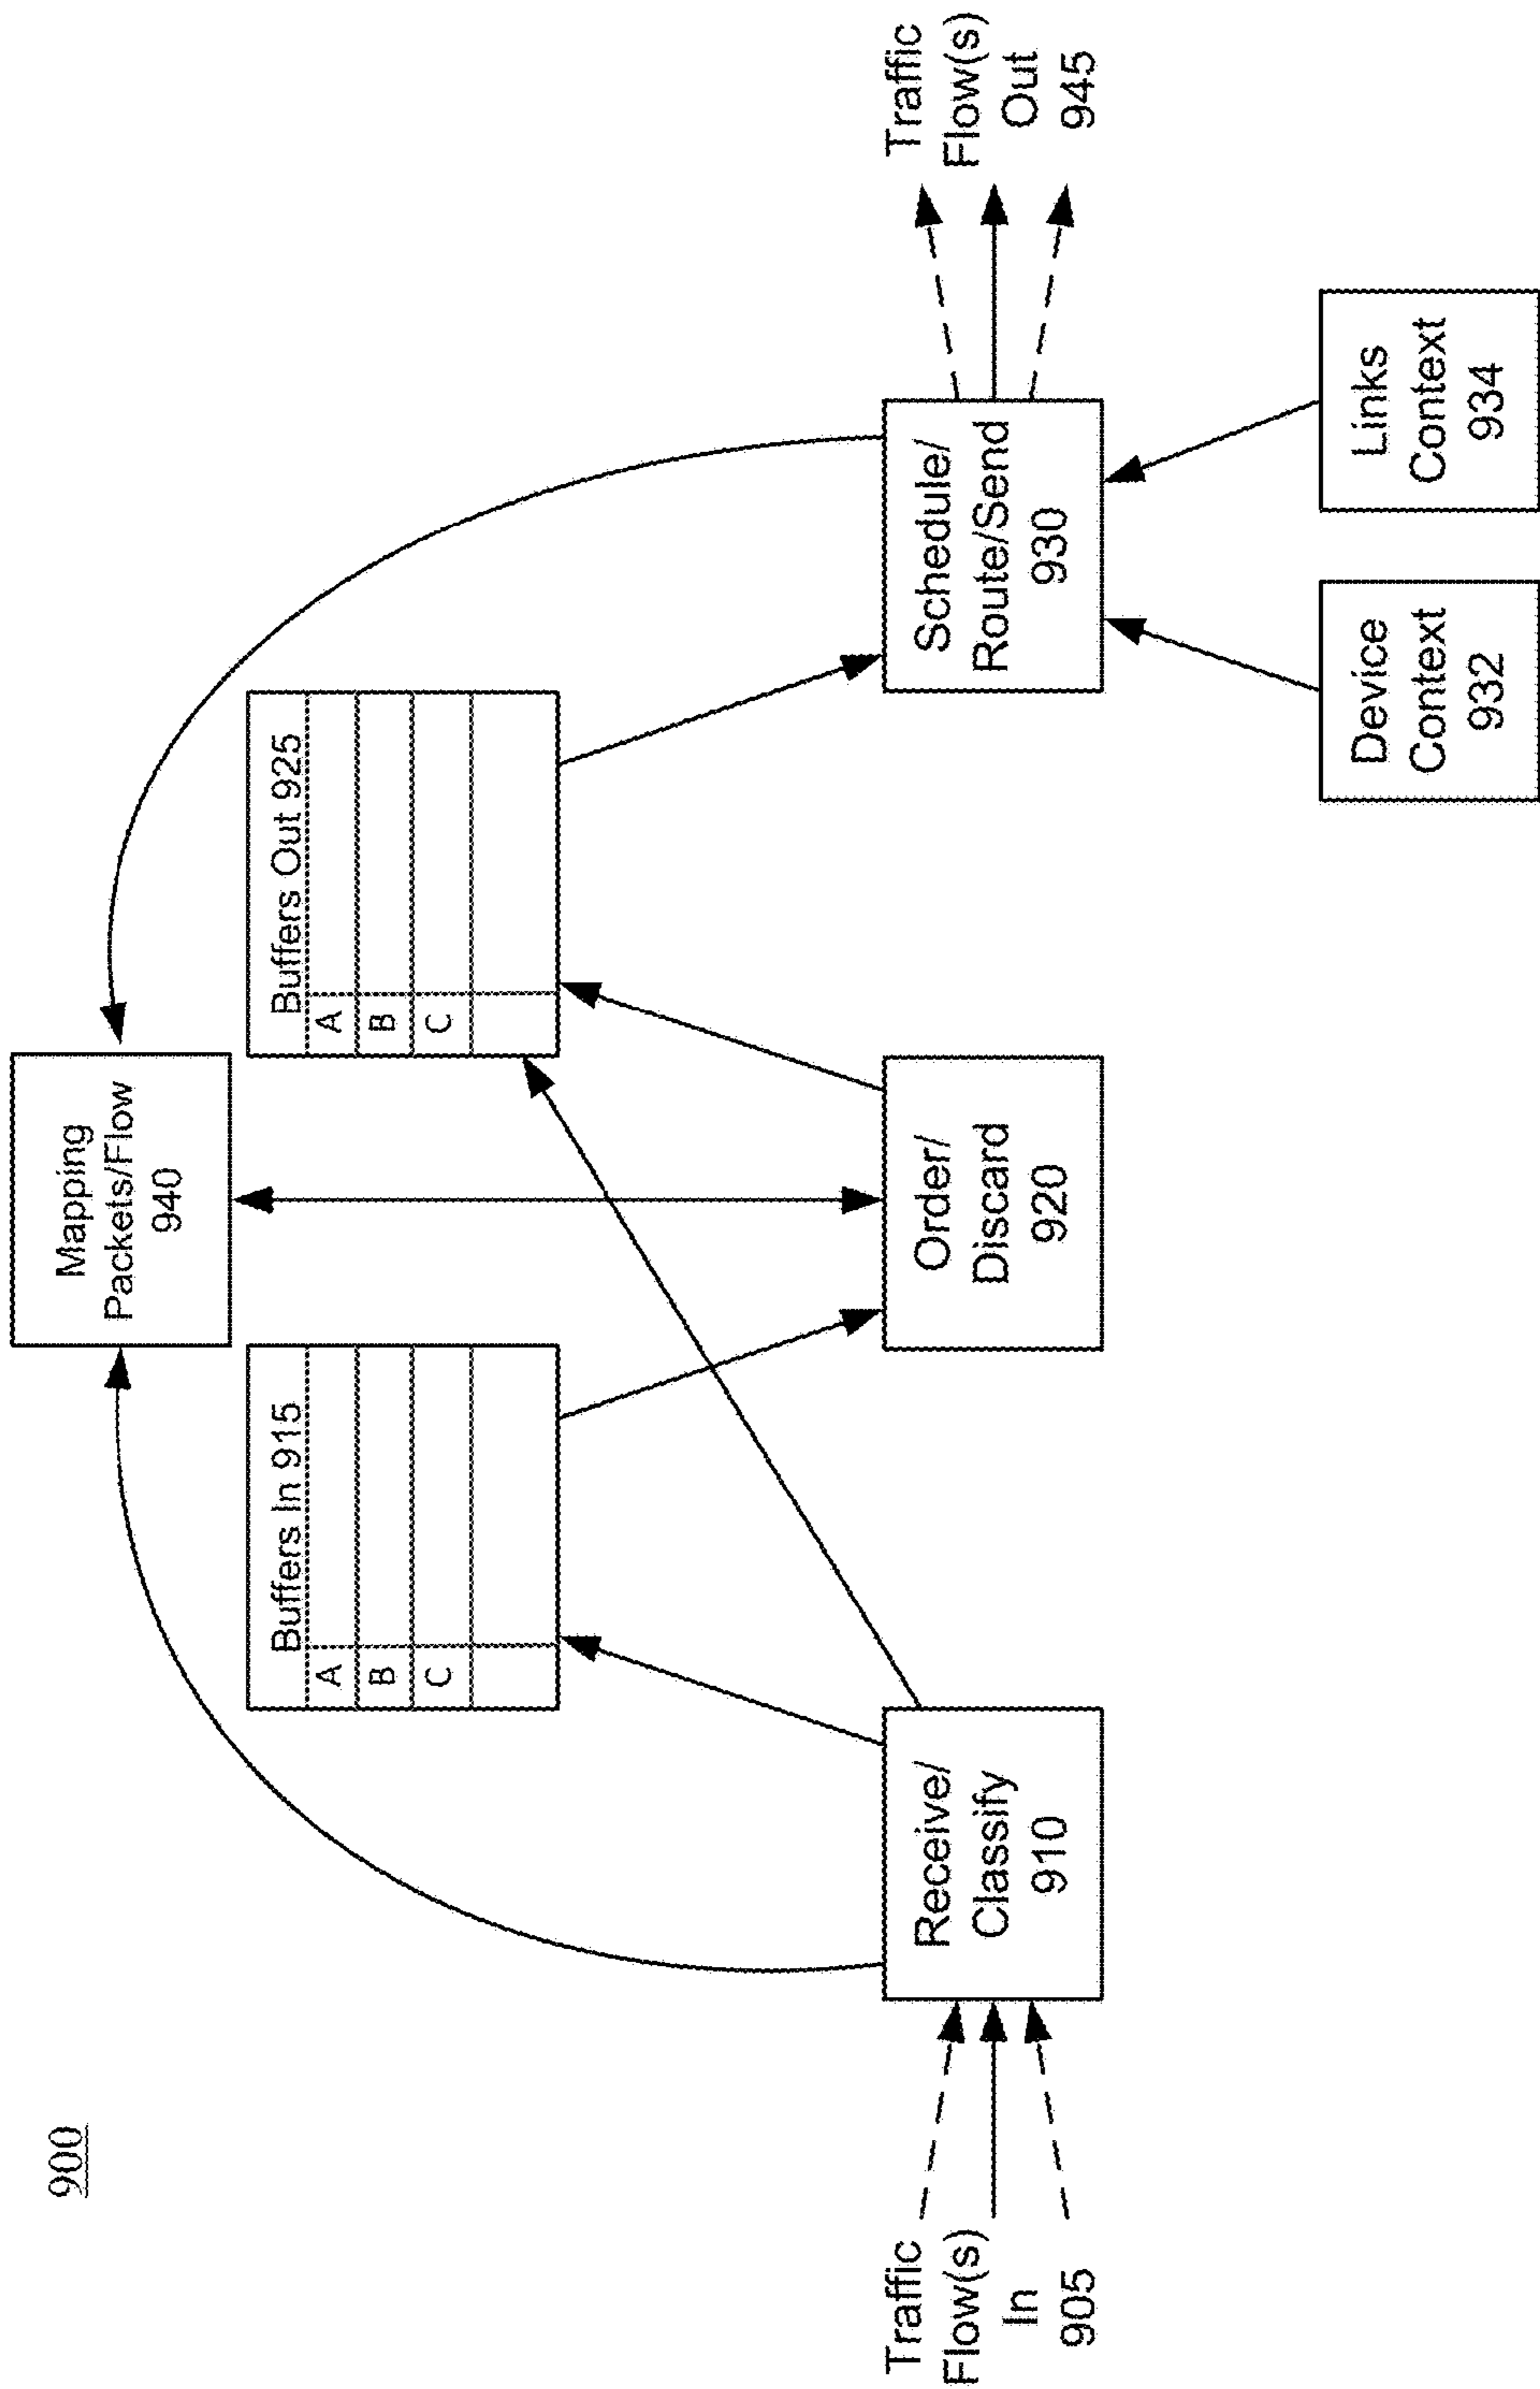 900
Mapping
Packets/Flow
940
Buffers In 915
A
B
C
Buffers Out 925
A
B
C
Traffic
Flow(s)
In
905
Receive/
Classify
910
Order/
Discard
920
Schedule/
Route/Send
930
Traffic
Flow(s)
Out
945
Device
Context
932
Links
Context
934